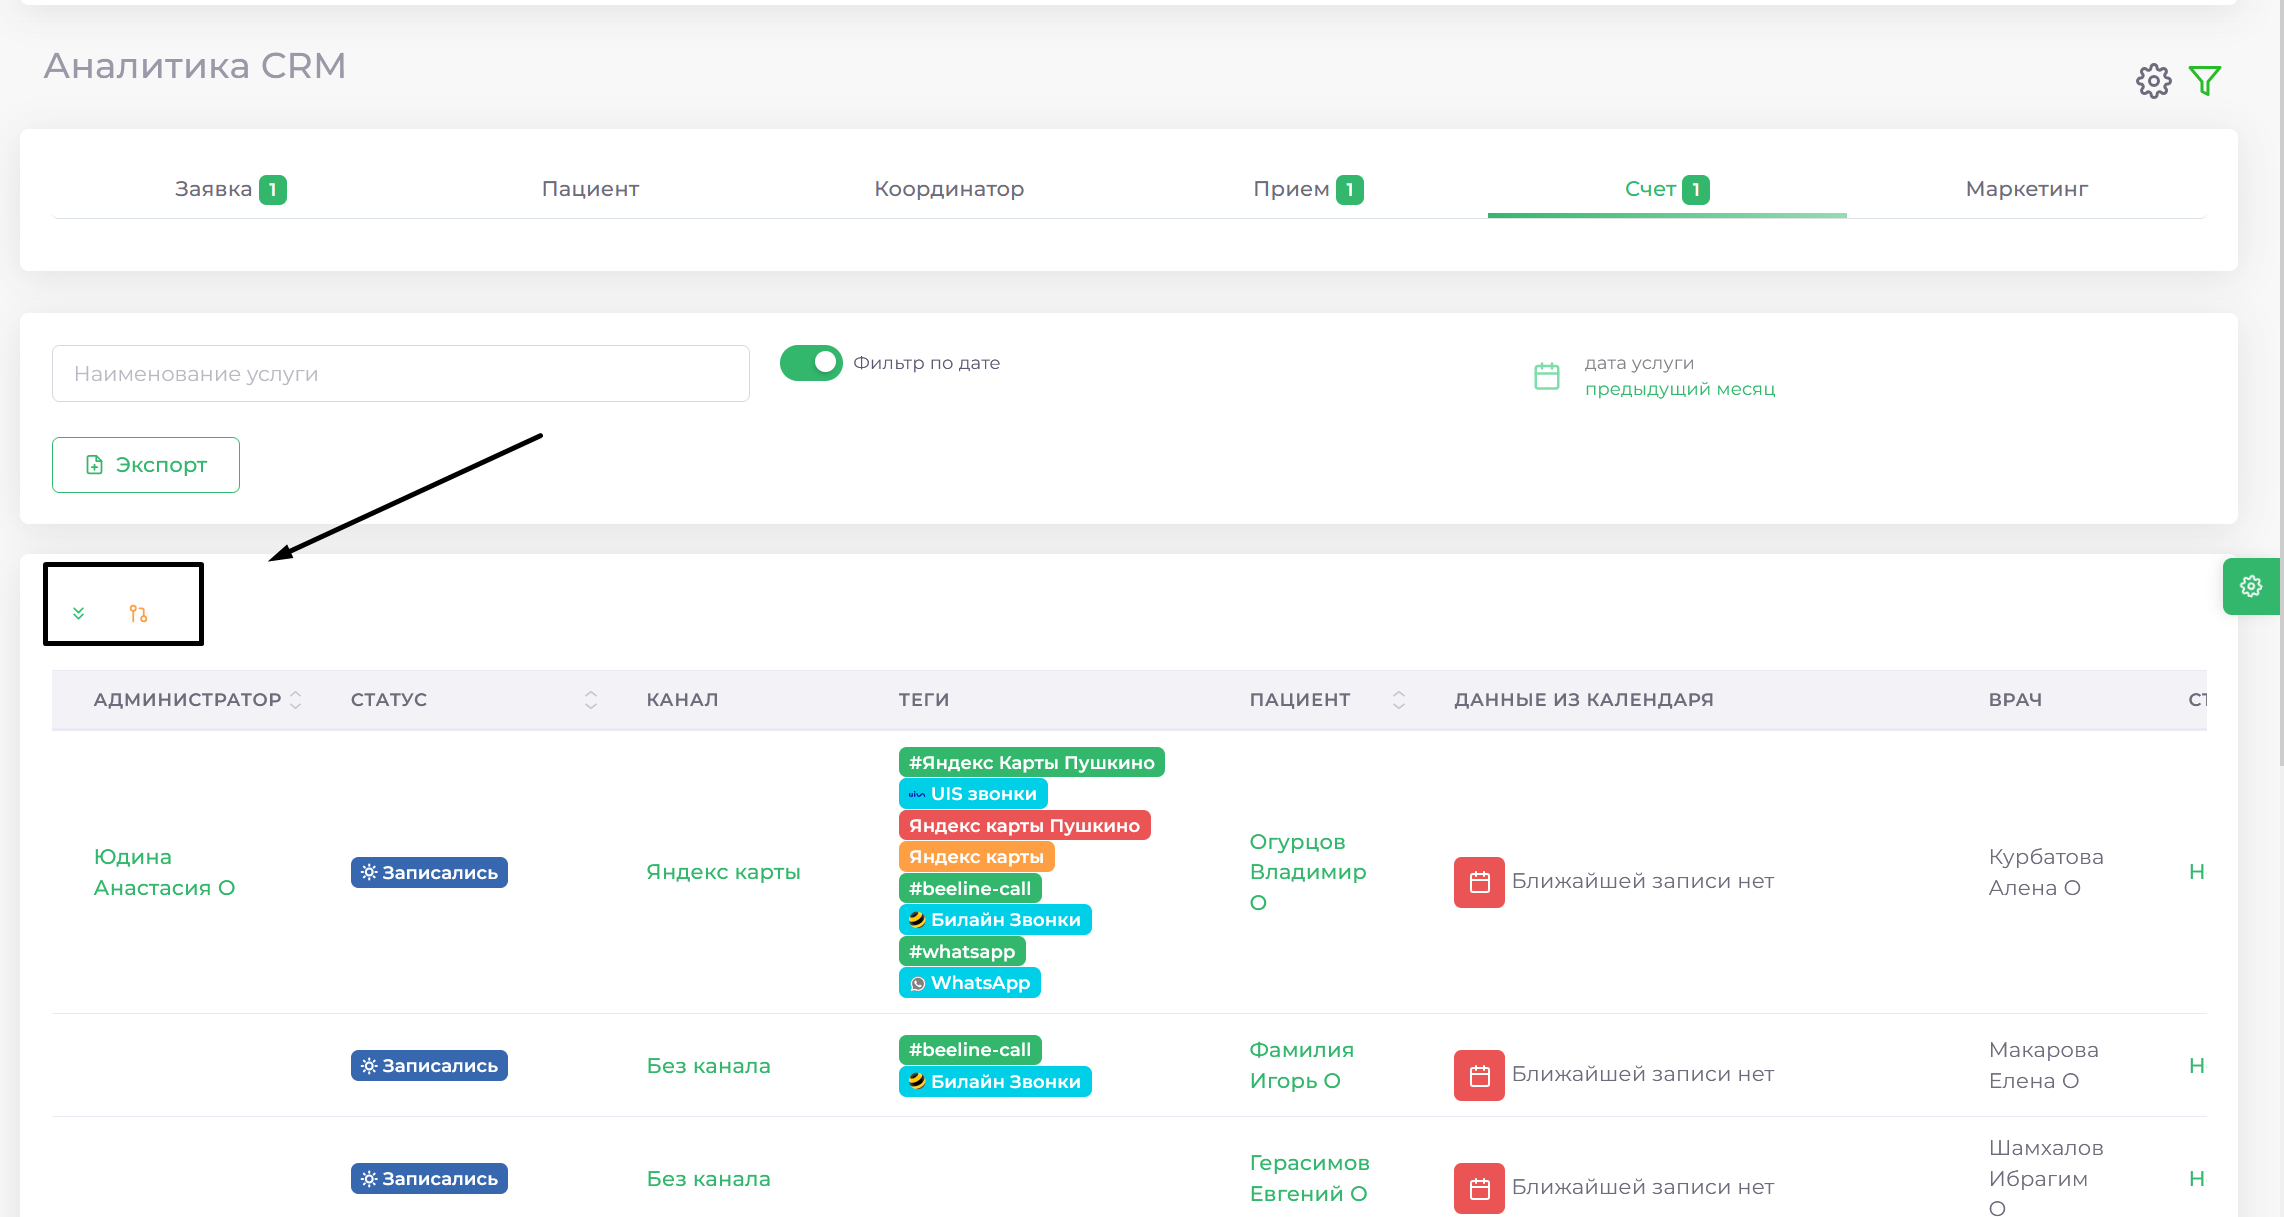 Аналитика CRM
Заявка 1 Пациент Координатор Прием 1 Счет 1 Маркетинг
Наименование услуги
Фильтр по дате
дата услуги
предыдущий месяц
Экспорт
АДМИНИСТРАТОР СТАТУС КАНАЛ ТЕГИ ПАЦИЕНТ ДАННЫЕ ИЗ КАЛЕНДАРЯ ВРАЧ СТ
#Яндекс Карты Пушкино
UIS звонки
Яндекс карты Пушкино
Яндекс карты
#beeline-call
Билайн Звонки
#whatsapp
WhatsApp
Юдина
Анастасия О
Записались
Яндекс карты
Огурцов
Владимир
О
Ближайшей записи нет
Курбатова
Алена О
Н
Записались
Без канала
#beeline-call
Билайн Звонки
Фамилия
Игорь О
Ближайшей записи нет
Макарова
Елена О
Н
Записались
Без канала
Герасимов
Евгений О
Ближайшей записи нет
Шамхалов
Ибрагим
О
Н